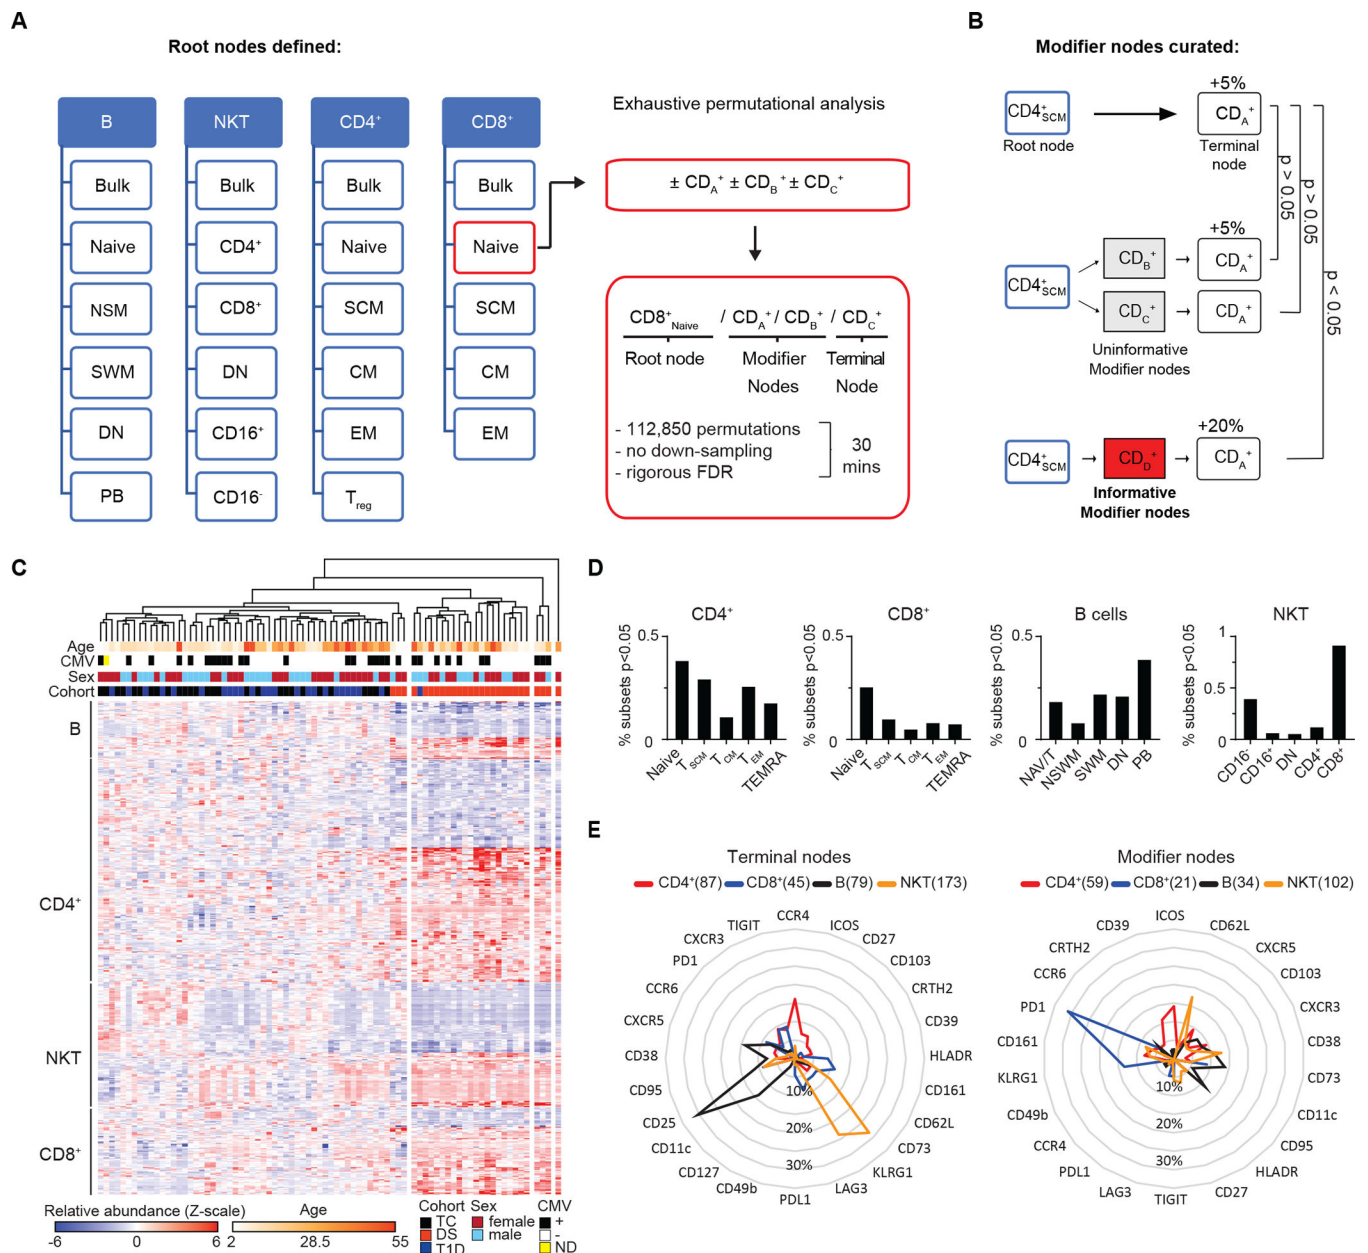 A
Root nodes defined:
B
NKT
CD4+
CD8+
Bulk
Bulk
Bulk
Bulk
Naive
CD4+
Naive
Naive
NSM
CD8+
SCM
SCM
SWM
DN
CM
CM
DN
CD16+
EM
EM
PB
CD16-
Treg
Exhaustive permutational analysis
± CDA+ ± CDB+ ± CDC+
CD8+Naive / CDA+ / CDB+ / CDC+
Root node
Modifier
Nodes
Terminal
Node
- 112,850 permutations
- no down-sampling
- rigorous FDR
30
mins
B
Modifier nodes curated:
+5%
CD4+SCM
CDA+
Root node
Terminal
node
+5%
CD4+SCM
CDB+
CDA+
CDC+
CDA+
Uninformative
Modifier nodes
+20%
CD4+SCM
CDD+
CDA+
Informative
Modifier nodes
p > 0.05
p > 0.05
p < 0.05
C
Age
CMV
Sex
Cohort
B
CD4+
NKT
CD8+
Relative abundance (Z-scale)
-6
0
6
Age
2
28.5
55
Cohort
TC
DS
T1D
Sex
female
male
CMV
+
-
ND
D
CD4+
% subsets p<0.05
0.5
0
Naive
TSCM
TCM
TEM
TEMRA
CD8+
% subsets p<0.05
0.5
0
Naive
TSCM
TCM
TEM
TEMRA
B cells
% subsets p<0.05
0.5
0
NAV/T
NSWM
SWM
DN
PB
NKT
% subsets p<0.05
1
0.5
0
CD16-
CD16+
DN
CD4+
CD8+
E
Terminal nodes
CD4+(87)
CD8+(45)
B(79)
NKT(173)
CCR4
ICOS
CD27
CD103
CRTH2
CD39
HLADR
CD161
CD62L
CD73
KLRG1
LAG3
PDL1
CD49b
CD127
CD11c
CD25
CD95
CD38
CXCR5
CCR6
PD1
CXCR3
TIGIT
10%
20%
30%
Modifier nodes
CD4+(59)
CD8+(21)
B(34)
NKT(102)
ICOS
CD62L
CXCR5
CD103
CXCR3
CD38
CD73
CD11c
CD95
HLADR
CD27
TIGIT
LAG3
PDL1
CCR4
CD49b
KLRG1
CD161
PD1
CCR6
CRTH2
CD39
10%
20%
30%